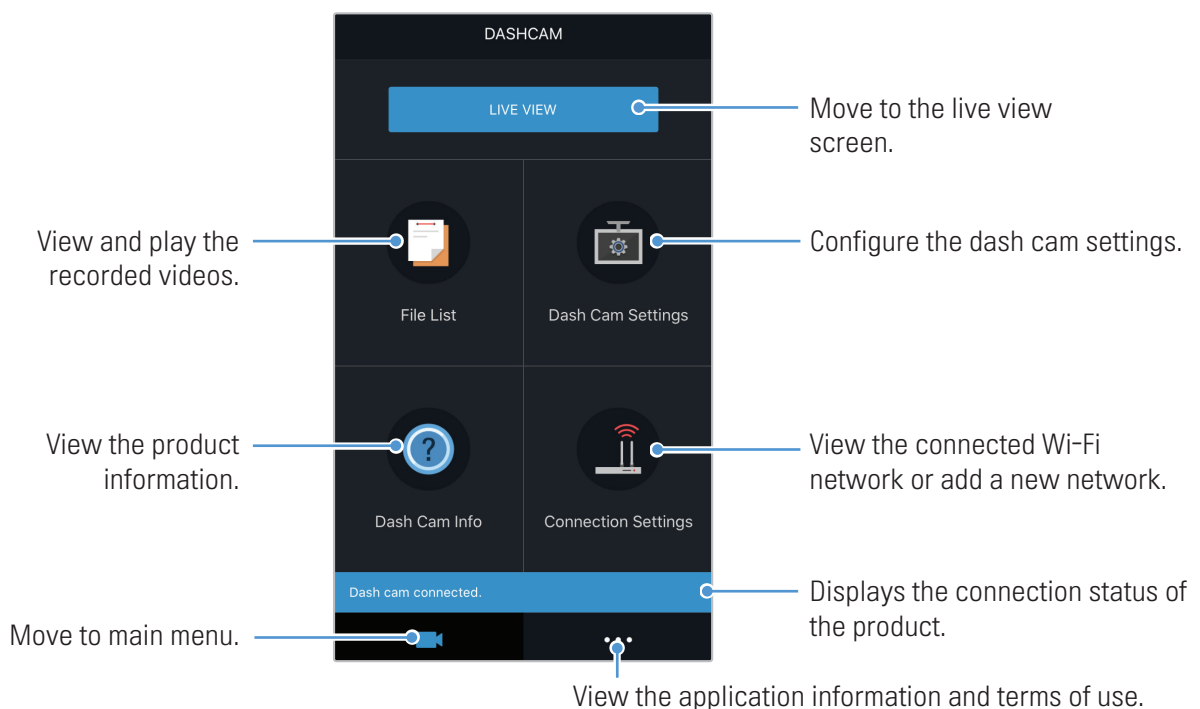 DASHCAM
LIVE VIEW
Move to the live view
screen.
View and play the
recorded videos.
Configure the dash cam settings.
File List
Dash Cam Settings
View the product
information.
?
View the connected Wi-Fi
network or add a new network.
Dash Cam Info
Connection Settings
Dash cam connected.
Displays the connection status of
the product.
Move to main menu.
View the application information and terms of use.